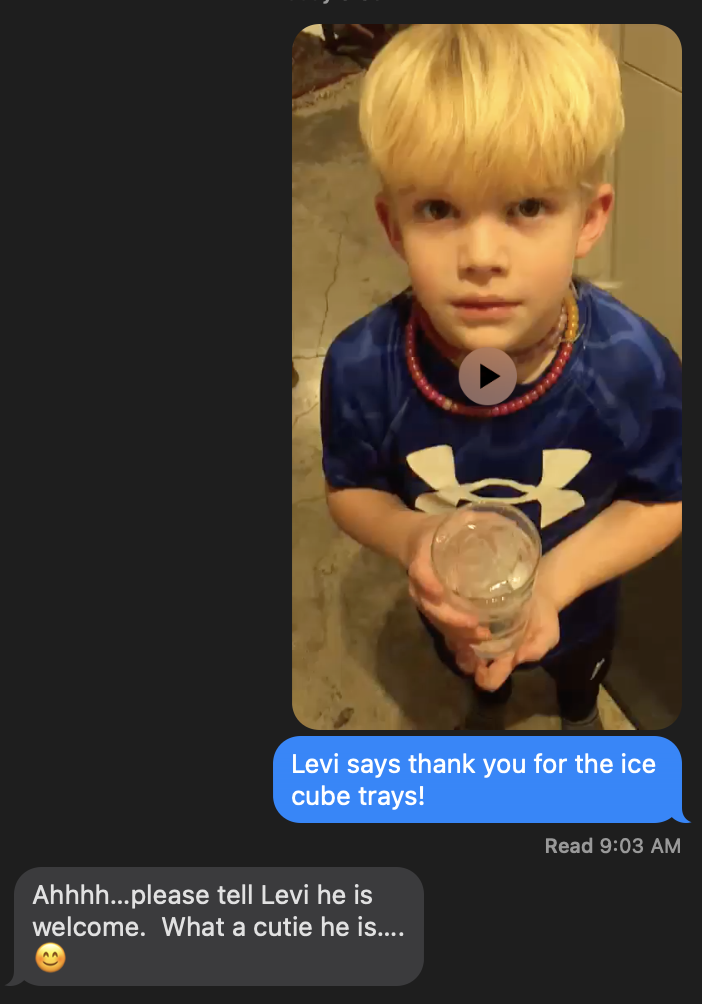 Levi says thank you for the ice
cube trays!
Read 9:03 AM
Ahhhh...please tell Levi he is
welcome.  What a cutie he is....
😊